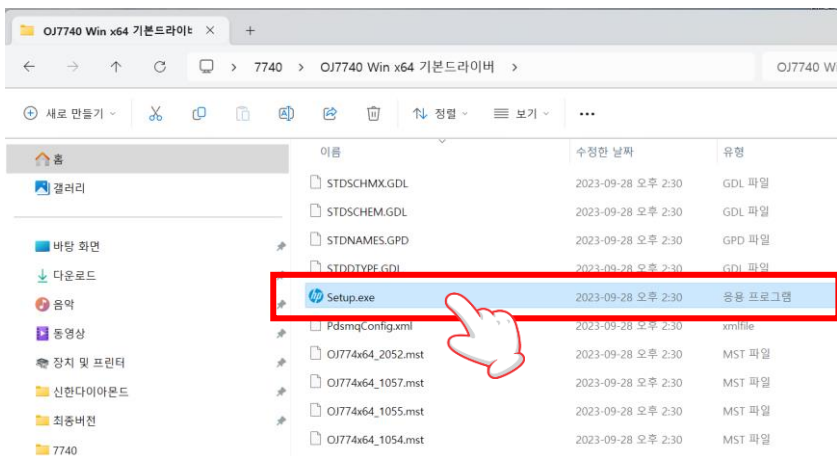 OJ7740 Win x64 기본드라이브
7740 > OJ7740 Win x64 기본드라이버 >
OJ7740 Wi
새로 만들기
정렬
보기
이름 수정한 날짜 유형
홈
갤러리
바탕 화면
다운로드
음악
동영상
장치 및 프린터
신한다이아몬드
최종버전
7740
STDSCHMX.GDL 2023-09-28 오후 2:30 GDL 파일
STDSCHEM.GDL 2023-09-28 오후 2:30 GDL 파일
STDNAMES.GPD 2023-09-28 오후 2:30 GPD 파일
STDDTYPE.GDL 2023-09-28 오후 2:30 GDL 파일
Setup.exe 2023-09-28 오후 2:30 응용 프로그램
PdsmqConfig.xml 2023-09-28 오후 2:30 xmlfile
OJ774x64_2052.mst 2023-09-28 오후 2:30 MST 파일
OJ774x64_1057.mst 2023-09-28 오후 2:30 MST 파일
OJ774x64_1055.mst 2023-09-28 오후 2:30 MST 파일
OJ774x64_1054.mst 2023-09-28 오후 2:30 MST 파일